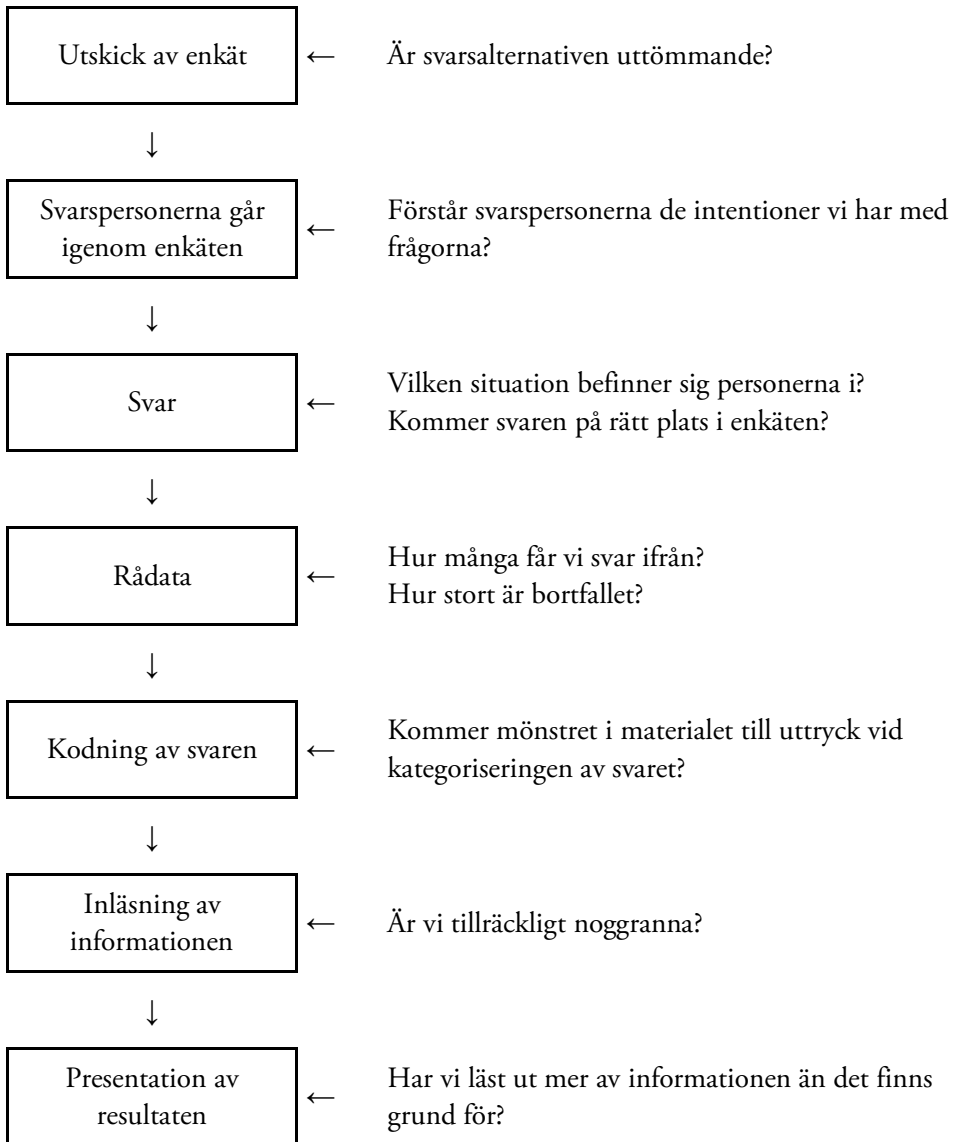 Utskick av enkät ← Är svarsalternativen uttömmande?
↓
Svarspersonerna går
igenom enkäten
← Förstår svarspersonerna de intentioner vi har med
frågorna?
↓
Svar
← Vilken situation befinner sig personerna i?
Kommer svaren på rätt plats i enkäten?
↓
Rådata
← Hur många får vi svar ifrån?
Hur stort är bortfallet?
↓
Kodning av svaren
← Kommer mönstret i materialet till uttryck vid
kategoriseringen av svaret?
↓
Inläsning av
informationen
← Är vi tillräckligt noggranna?
↓
Presentation av
resultaten
← Har vi läst ut mer av informationen än det finns
grund för?